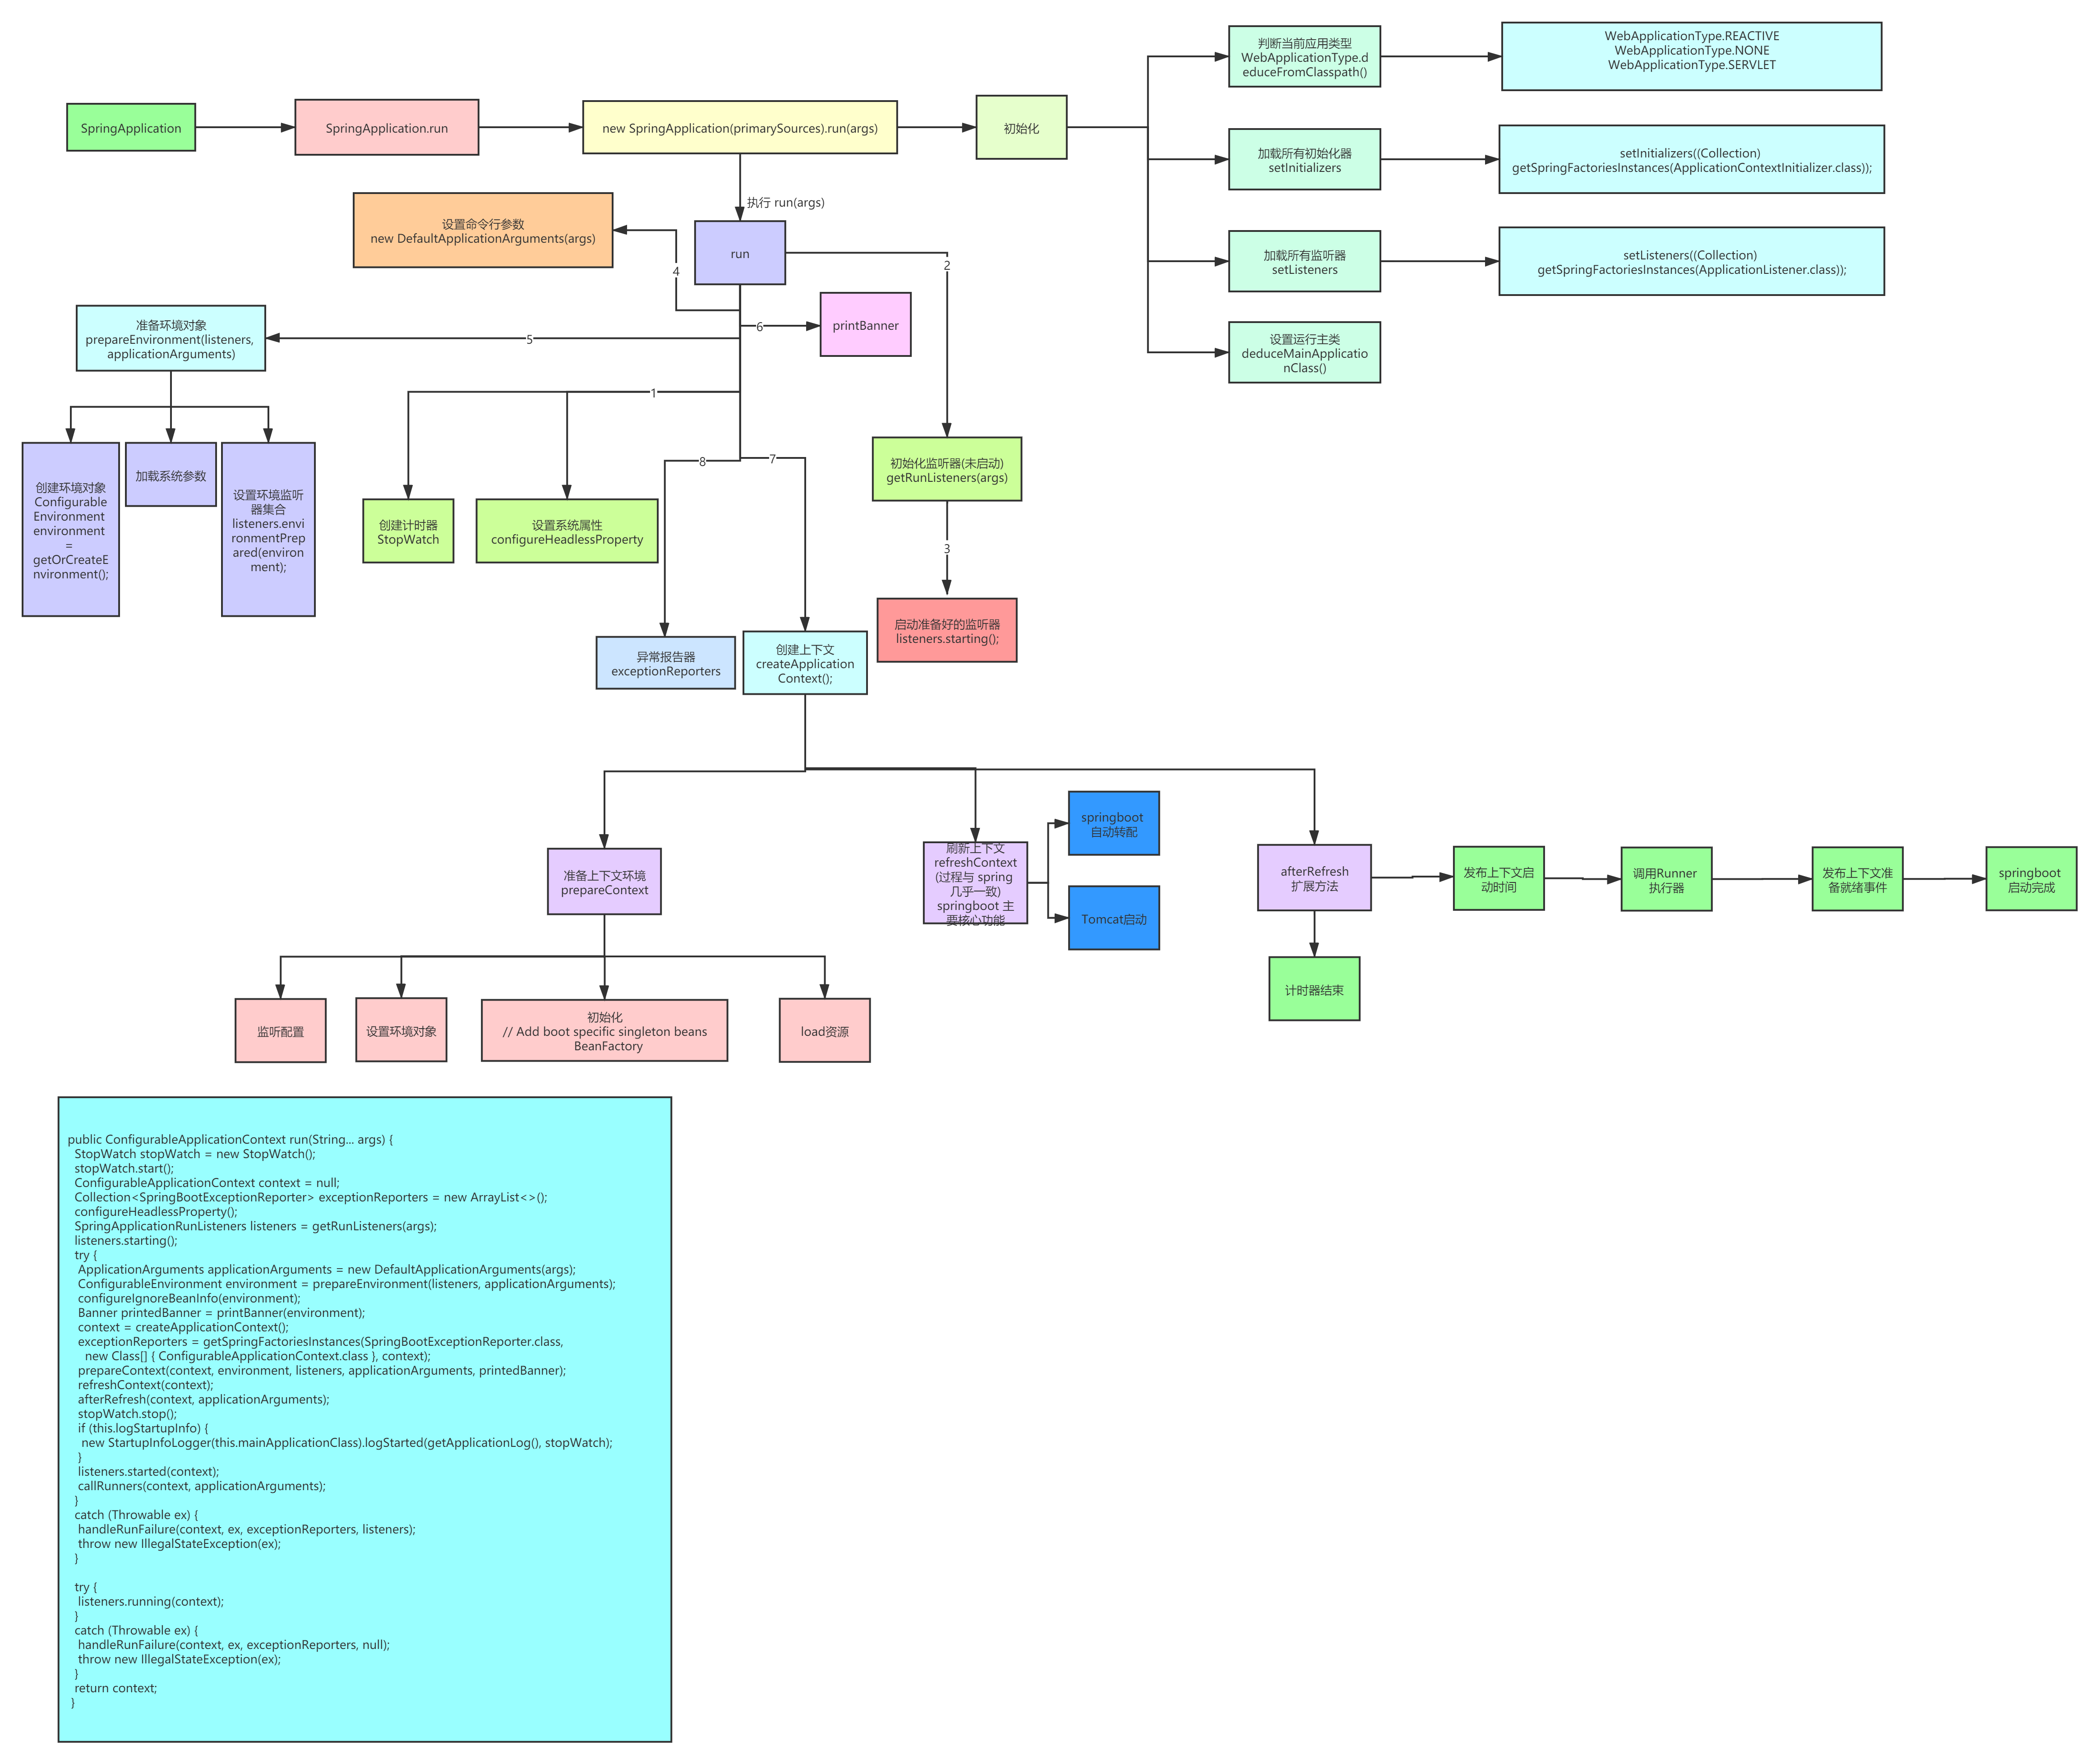 SpringApplication
SpringApplication.run
new SpringApplication(primarySources).run(args)
初始化
判断当前应用类型
WebApplicationType.d
educeFromClasspath()
WebApplicationType.REACTIVE
WebApplicationType.NONE
WebApplicationType.SERVLET
加载所有初始化器
setInitializers
setInitializers((Collection)
getSpringFactoriesInstances(ApplicationContextInitializer.class));
加载所有监听器
setListeners
setListeners((Collection)
getSpringFactoriesInstances(ApplicationListener.class));
设置运行主类
deduceMainApplicatio
nClass()
执行 run(args)
run
设置命令行参数
new DefaultApplicationArguments(args)
4
2
6
printBanner
5
准备环境对象
prepareEnvironment(listeners,
applicationArguments)
创建环境对象
Configurable
Environment
environment
=
getOrCreateE
nvironment();
加载系统参数
设置环境监听
器集合
listeners.envi
ronmentPrep
ared(environ
ment);
1
创建计时器
StopWatch
设置系统属性
configureHeadlessProperty
8
7
初始化监听器(未启动)
getRunListeners(args)
3
启动准备好的监听器
listeners.starting();
异常报告器
exceptionReporters
创建上下文
createApplication
Context();
准备上下文环境
prepareContext
刷新上下文
refreshContext
(过程与 spring
几乎一致)
springboot 主
要核心功能
springboot
自动转配
Tomcat启动
afterRefresh
扩展方法
发布上下文启
动时间
调用Runner
执行器
发布上下文准
备就绪事件
springboot
启动完成
计时器结束
监听配置
设置环境对象
初始化
// Add boot specific singleton beans
BeanFactory
load资源
public ConfigurableApplicationContext run(String... args) {
StopWatch stopWatch = new StopWatch();
stopWatch.start();
ConfigurableApplicationContext context = null;
Collection<SpringBootExceptionReporter> exceptionReporters = new ArrayList<>();
configureHeadlessProperty();
SpringApplicationRunListeners listeners = getRunListeners(args);
listeners.starting();
try {
ApplicationArguments applicationArguments = new DefaultApplicationArguments(args);
ConfigurableEnvironment environment = prepareEnvironment(listeners, applicationArguments);
configureIgnoreBeanInfo(environment);
Banner printedBanner = printBanner(environment);
context = createApplicationContext();
exceptionReporters = getSpringFactoriesInstances(SpringBootExceptionReporter.class,
new Class[] { ConfigurableApplicationContext.class }, context);
prepareContext(context, environment, listeners, applicationArguments, printedBanner);
refreshContext(context);
afterRefresh(context, applicationArguments);
stopWatch.stop();
if (this.logStartupInfo) {
new StartupInfoLogger(this.mainApplicationClass).logStarted(getApplicationLog(), stopWatch);
}
listeners.started(context);
callRunners(context, applicationArguments);
}
catch (Throwable ex) {
handleRunFailure(context, ex, exceptionReporters, listeners);
throw new IllegalStateException(ex);
}
try {
listeners.running(context);
}
catch (Throwable ex) {
handleRunFailure(context, ex, exceptionReporters, null);
throw new IllegalStateException(ex);
}
return context;
}